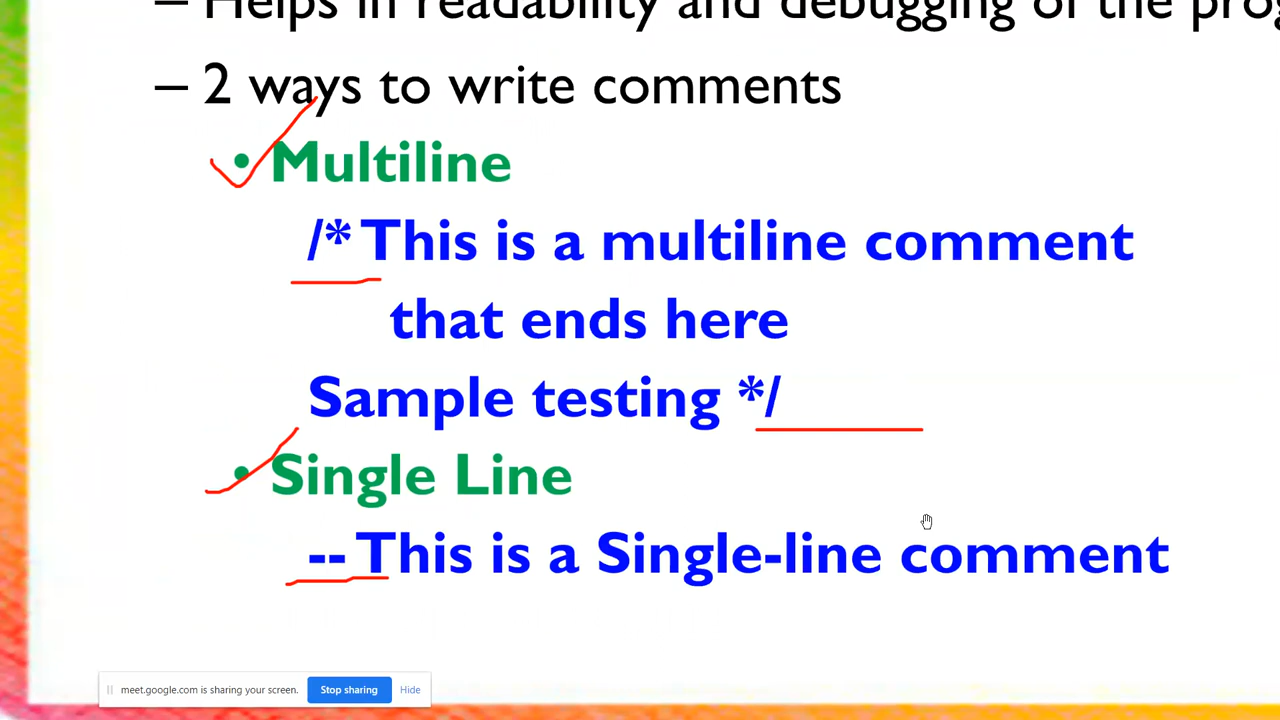 – Helps in readability and debugging of the prog
– 2 ways to write comments
• Multiline
/* This is a multiline comment
that ends here
Sample testing */
• Single Line
-- This is a Single-line comment
meet.google.com is sharing your screen. Stop sharing Hide